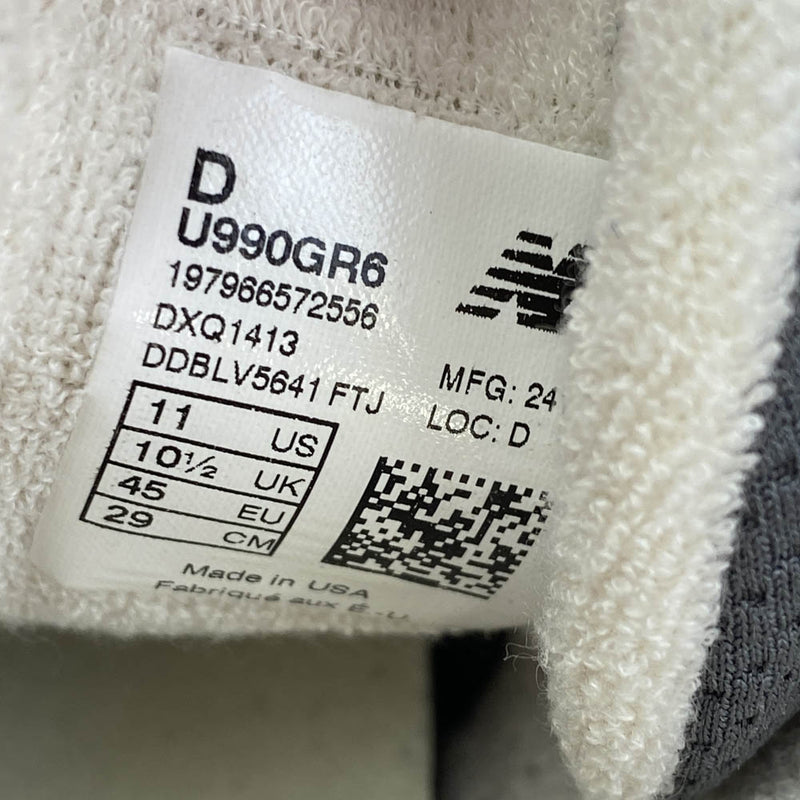 D
U990GR6
197966572556
DXQ1413
DDBLV5641 FTJ
MFG: 24
LOC: D
11 US
10½ UK
45 EU
29 CM
Made in USA
Fabriqué aux É.-U.